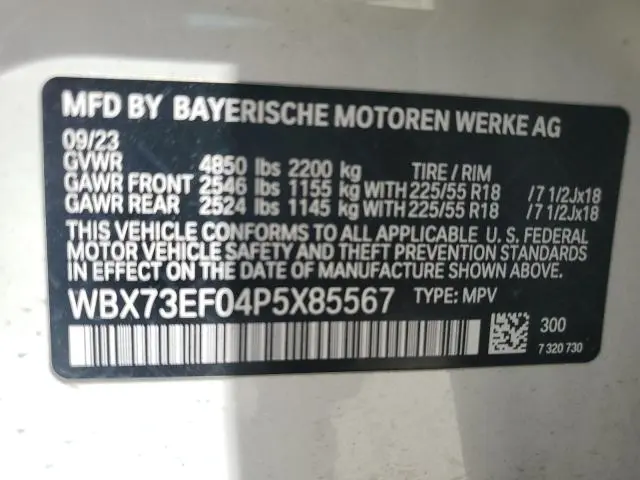 MFD BY BAYERISCHE MOTOREN WERKE AG
09/23
GVWR 4850 lbs 2200 kg TIRE / RIM
GAWR FRONT 2546 lbs 1155 kg WITH 225/55 R18 /7 1/2Jx18
GAWR REAR 2524 lbs 1145 kg WITH 225/55 R18 /7 1/2Jx18
THIS VEHICLE CONFORMS TO ALL APPLICABLE U. S. FEDERAL
MOTOR VEHICLE SAFETY AND THEFT PREVENTION STANDARDS
IN EFFECT ON THE DATE OF MANUFACTURE SHOWN ABOVE.
WBX73EF04P5X85567 TYPE: MPV
300
7 320 730